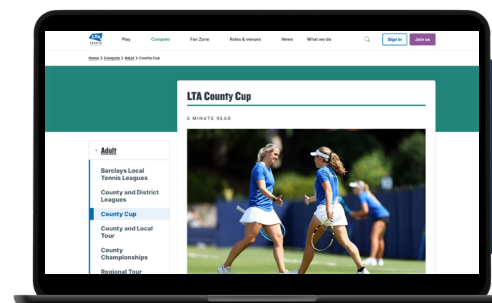 LTA
Play Compete Fan Zone Roles & venues News What we do Sign in Join us
Home > Compete > Adult > County Cup
LTA County Cup
6 MINUTE READ
Adult
Barclays Local
Tennis Leagues
County and District
Leagues
County Cup
County and Local
Tour
County
Championships
Regional Tour